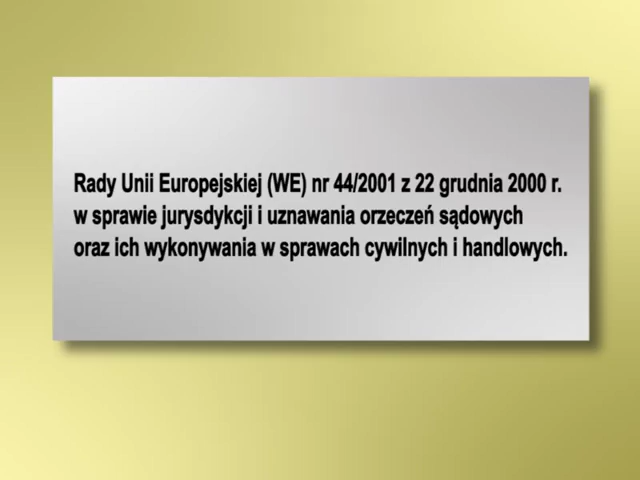 Rady Unii Europejskiej (WE) nr 44/2001 z 22 grudnia 2000 r.
w sprawie jurysdykcji i uznawania orzeczeń sądowych
oraz ich wykonywania w sprawach cywilnych i handlowych.